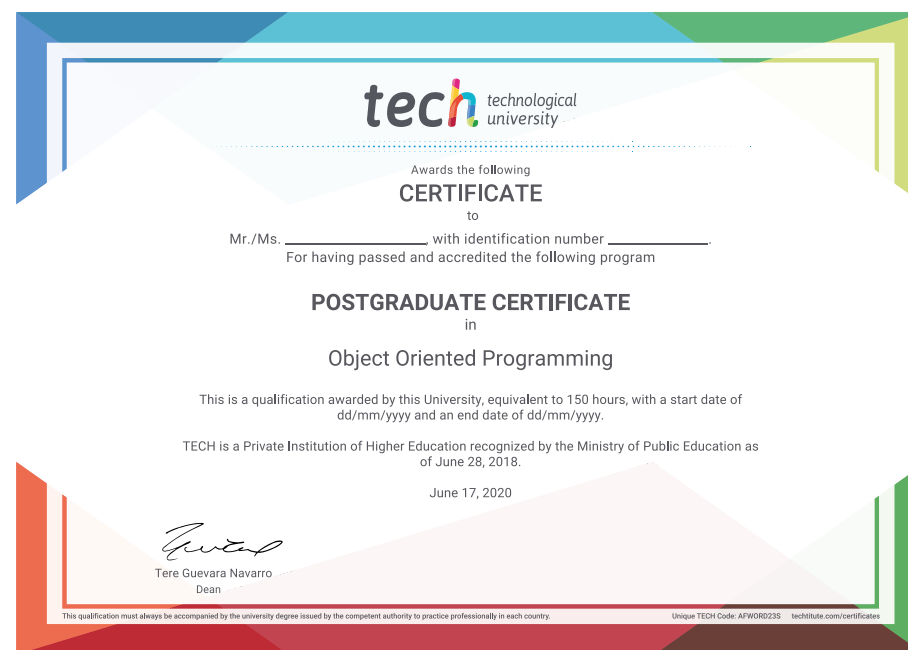 tech technological
university
Awards the following
CERTIFICATE
to
Mr./Ms. ____________________, with identification number ______________.
For having passed and accredited the following program
POSTGRADUATE CERTIFICATE
in
Object Oriented Programming
This is a qualification awarded by this University, equivalent to 150 hours, with a start date of
dd/mm/yyyy and an end date of dd/mm/yyyy.
TECH is a Private Institution of Higher Education recognized by the Ministry of Public Education as
of June 28, 2018.
June 17, 2020
Tere Guevara Navarro
Dean
This qualification must always be accompanied by the university degree issued by the competent authority to practice professionally in each country.
Unique TECH Code: AFWORD23S techtitute.com/certificates